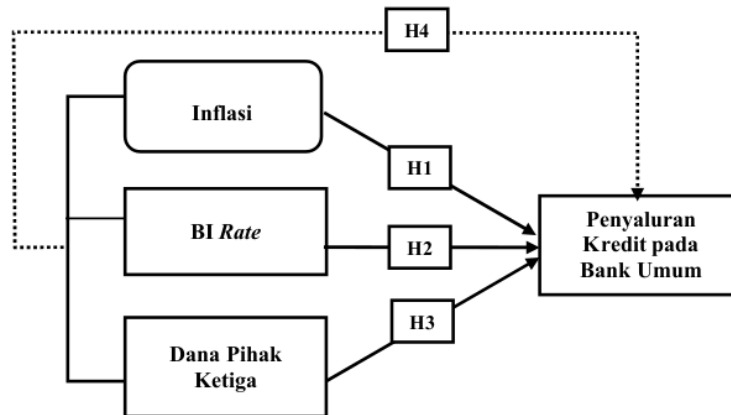 H4
Inflasi
H1
BI Rate
H2
Penyaluran
Kredit pada
Bank Umum
H3
Dana Pihak
Ketiga